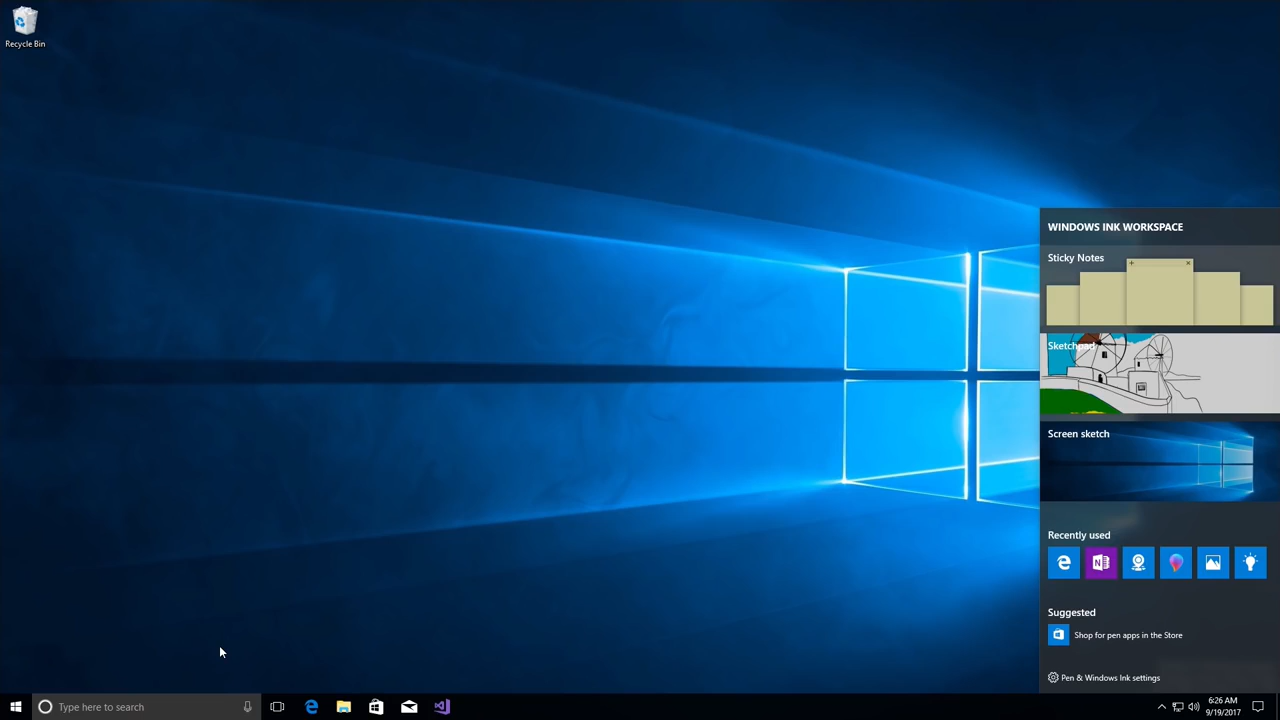 Recycle Bin
WINDOWS INK WORKSPACE
Sticky Notes
Sketchpad
Screen sketch
Recently used
Suggested
Shop for pen apps in the Store
Pen & Windows Ink settings
Type here to search
6:26 AM
9/19/2017